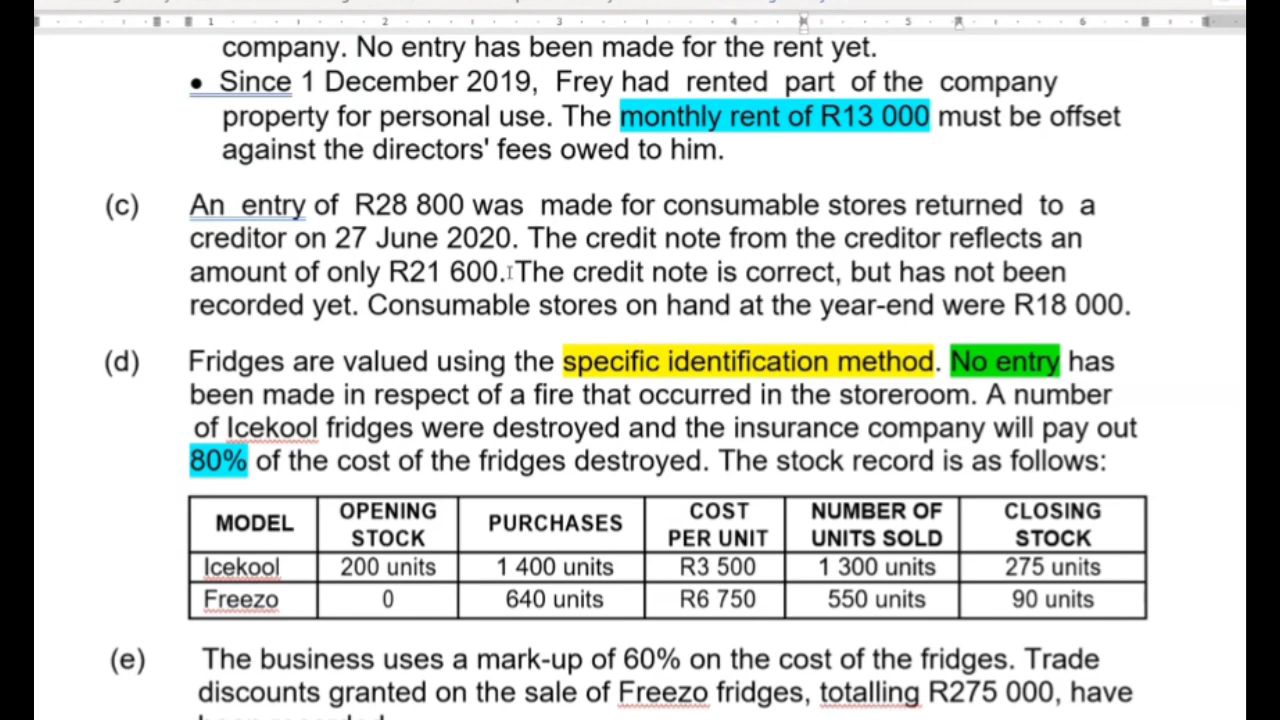 1 2 3 4 5 6
company. No entry has been made for the rent yet.
• Since 1 December 2019, Frey had rented part of the company
property for personal use. The monthly rent of R13 000 must be offset
against the directors' fees owed to him.
(c) An entry of R28 800 was made for consumable stores returned to a
creditor on 27 June 2020. The credit note from the creditor reflects an
amount of only R21 600. The credit note is correct, but has not been
recorded yet. Consumable stores on hand at the year-end were R18 000.
(d) Fridges are valued using the specific identification method. No entry has
been made in respect of a fire that occurred in the storeroom. A number
of Icekool fridges were destroyed and the insurance company will pay out
80% of the cost of the fridges destroyed. The stock record is as follows:
MODEL OPENING STOCK PURCHASES COST PER UNIT NUMBER OF UNITS SOLD CLOSING STOCK
Icekool 200 units 1 400 units R3 500 1 300 units 275 units
Freezo 0 640 units R6 750 550 units 90 units
(e) The business uses a mark-up of 60% on the cost of the fridges. Trade
discounts granted on the sale of Freezo fridges, totalling R275 000, have